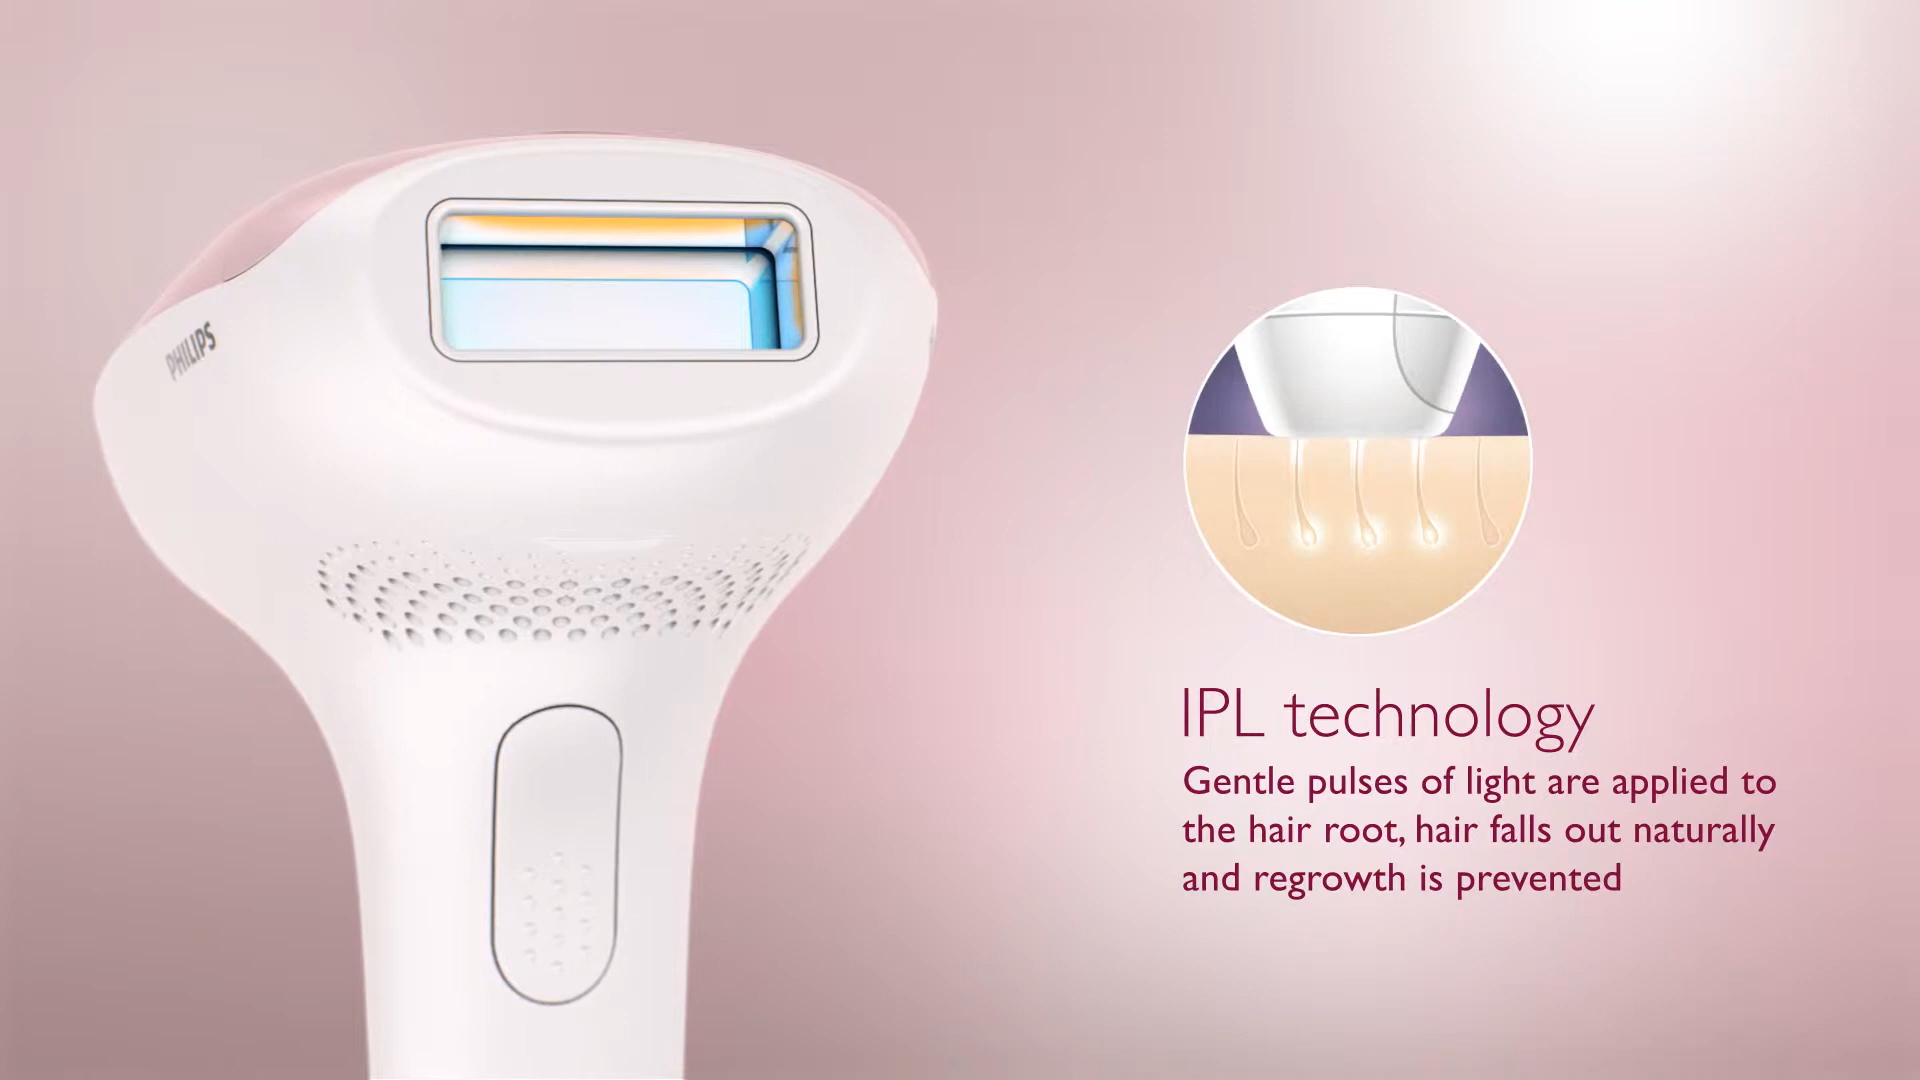 PHILIPS
IPL technology
Gentle pulses of light are applied to
the hair root, hair falls out naturally
and regrowth is prevented